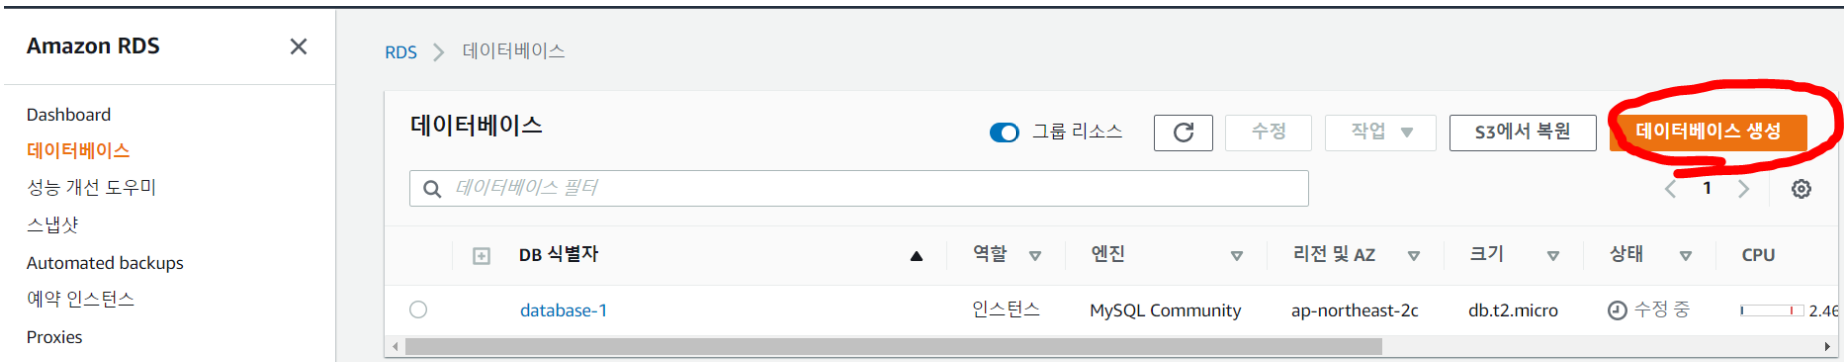 Amazon RDS
Dashboard
데이터베이스
성능 개선 도우미
스냅샷
Automated backups
예약 인스턴스
Proxies
RDS > 데이터베이스
데이터베이스
그룹 리소스
수정
작업
S3에서 복원
데이터베이스 생성
데이터베이스 필터
1
DB 식별자 역할 엔진 리전 및 AZ 크기 상태 CPU
database-1 인스턴스 MySQL Community ap-northeast-2c db.t2.micro 수정 중 2.46